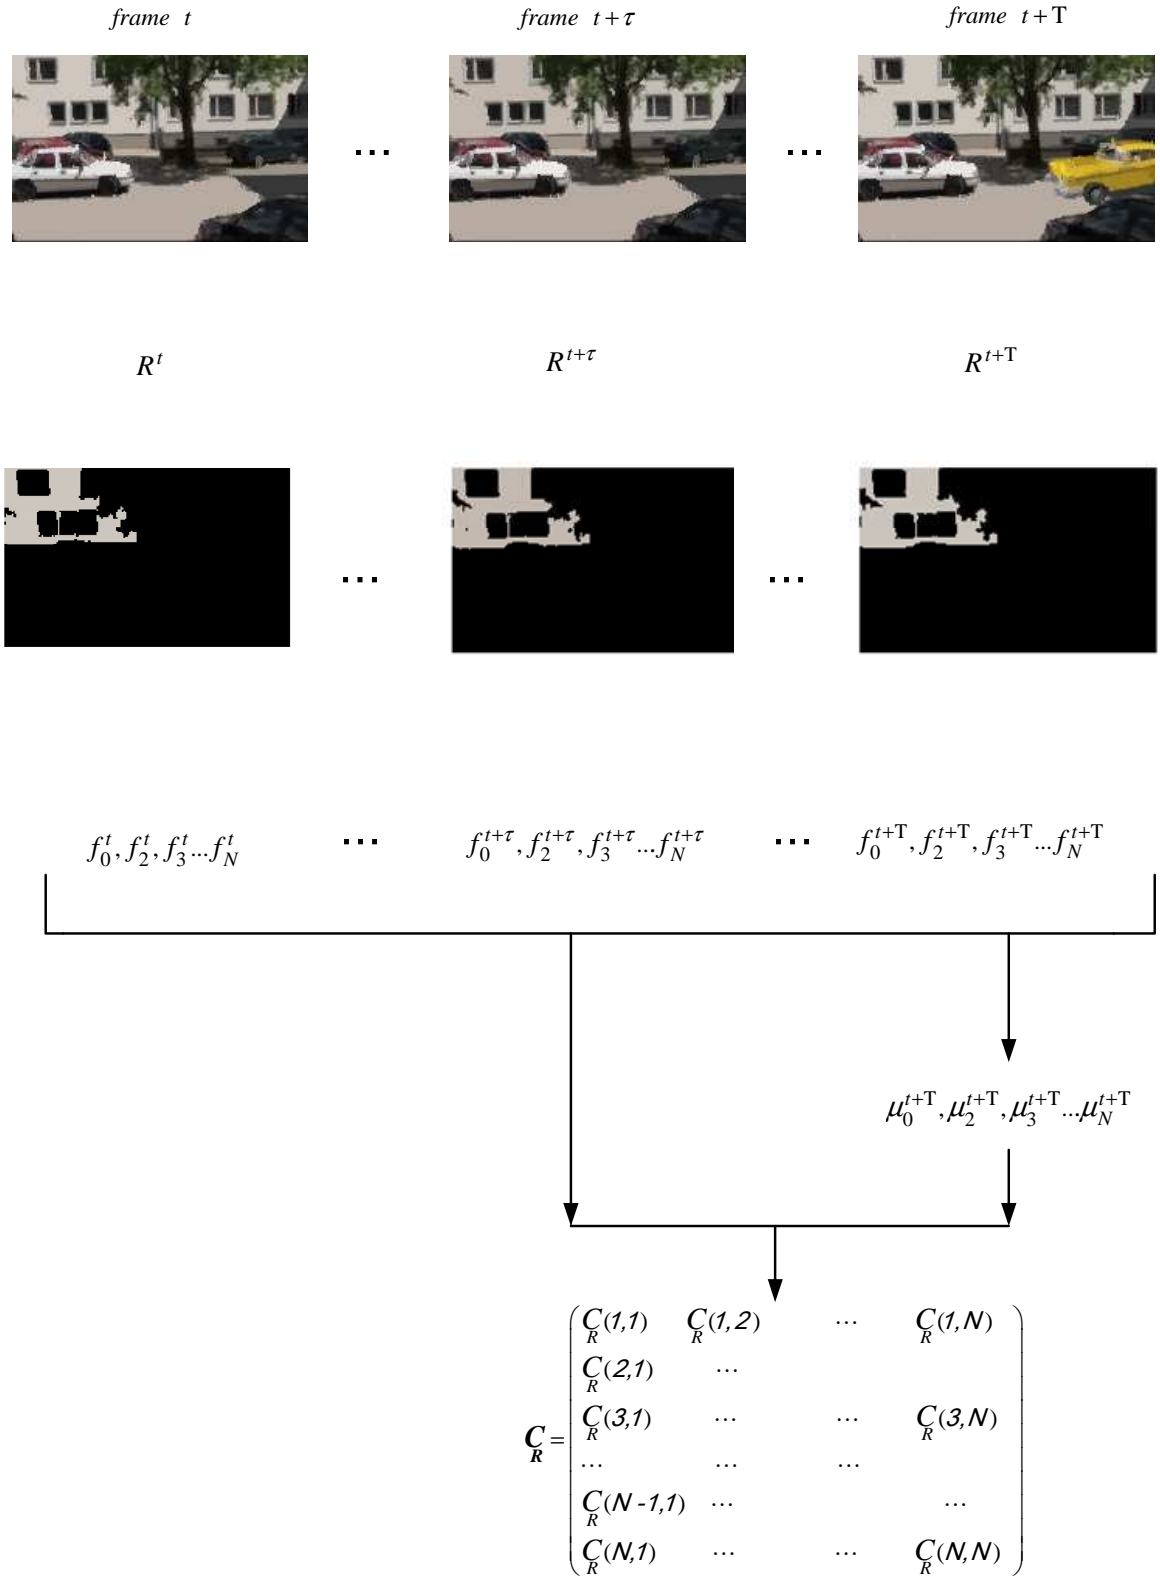 frame t
frame t + τ
frame t + T
...
...
R^t
R^{t+τ}
R^{t+T}
...
...
f_0^t, f_2^t, f_3^t ... f_N^t
...
f_0^{t+τ}, f_2^{t+τ}, f_3^{t+τ} ... f_N^{t+τ}
...
f_0^{t+T}, f_2^{t+T}, f_3^{t+T} ... f_N^{t+T}
μ_0^{t+T}, μ_2^{t+T}, μ_3^{t+T} ... μ_N^{t+T}
C_R(1,1) C_R(1,2) ... C_R(1,N)
C_R(2,1) ...
C_R(3,1) ... ... C_R(3,N)
C_R =
... ... ...
C_R(N-1,1) ... ...
C_R(N,1) ... ... C_R(N,N)